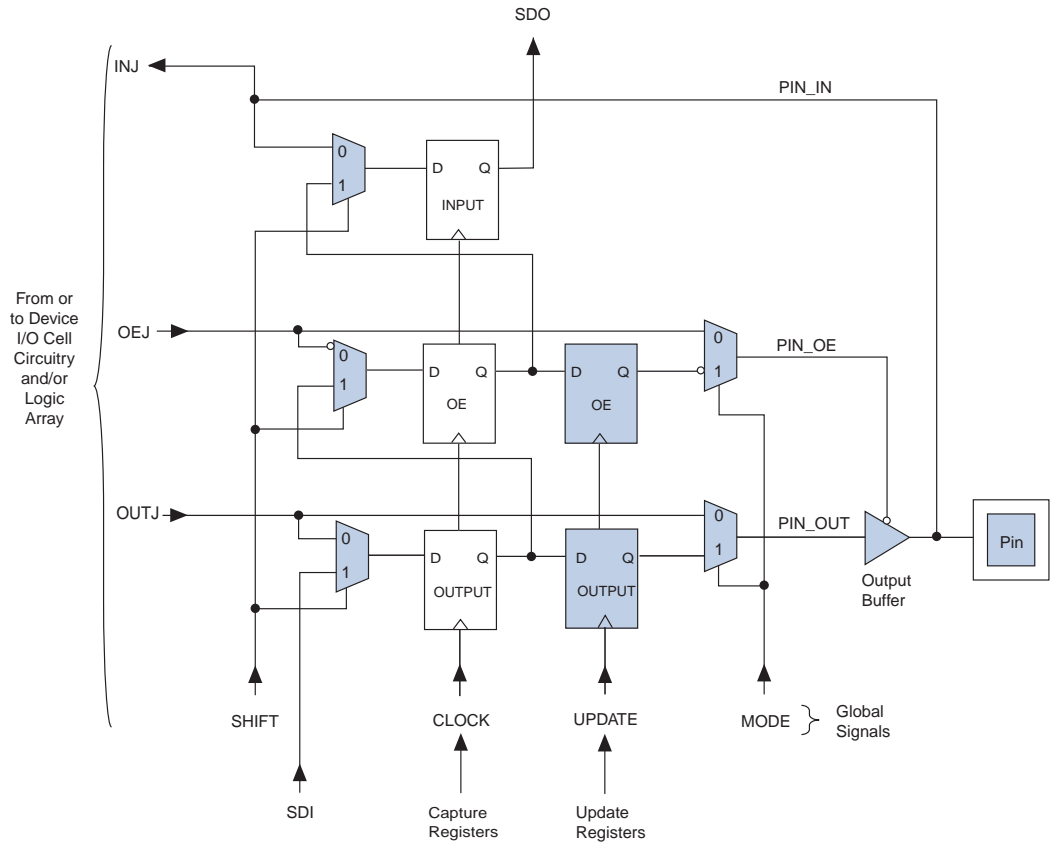 SDO
INJ
PIN_IN
0
1
D Q
INPUT
From or
to Device
I/O Cell
Circuitry
and/or
Logic
Array
OEJ
0
1
D Q
OE
D Q
OE
0
1
PIN_OE
OUTJ
0
1
D Q
OUTPUT
D Q
OUTPUT
0
1
PIN_OUT
Output
Buffer
Pin
SHIFT
CLOCK
UPDATE
MODE
Global
Signals
SDI
Capture
Registers
Update
Registers